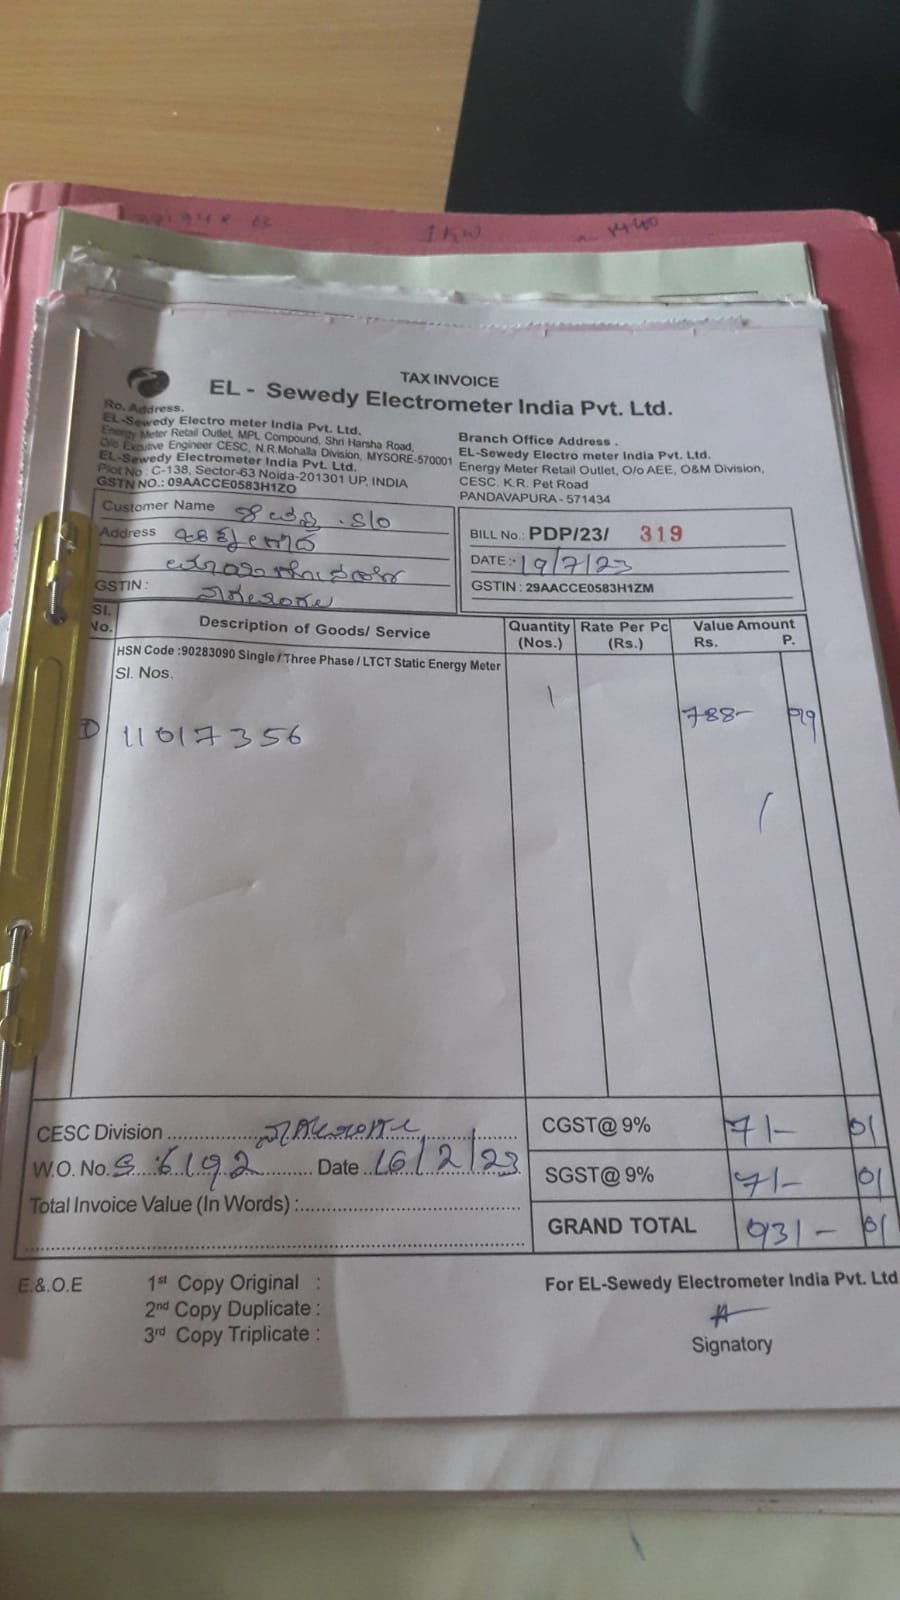 1KW
TAX INVOICE
EL - Sewedy Electrometer India Pvt. Ltd.
Ro. Address.
EL-Sewedy Electro meter India Pvt. Ltd.
Energy Meter Retail Outlet, MPL Compound, Shri Harsha Road,
O/o Excutive Engineer CESC, N.R.Mohalla Division, MYSORE-570001
EL-Sewedy Electrometer India Pvt. Ltd.
Plot No : C-138, Sector-63 Noida-201301 UP, INDIA
GSTN NO.: 09AACCE0583H1ZO
Branch Office Address .
EL-Sewedy Electro meter India Pvt. Ltd.
Energy Meter Retail Outlet, O/o AEE, O&M Division,
CESC. K.R. Pet Road
PANDAVAPURA - 571434
Customer Name S/o
Address
GSTIN :
BILL No.: PDP/23/ 319
DATE :- 19/7/23
GSTIN : 29AACCE0583H1ZM
Sl. No. Description of Goods/ Service Quantity (Nos.) Rate Per Pc (Rs.) Value Amount Rs. P.
HSN Code :90283090 Single / Three Phase / LTCT Static Energy Meter
Sl. Nos.
1 788- 99
11017356
CESC Division
W.O. No. Date 16/2/23
Total Invoice Value (In Words) :
CGST@ 9% 71- 01
SGST@ 9% 71- 01
GRAND TOTAL 931- 01
E.&.O.E
1st Copy Original :
2nd Copy Duplicate :
3rd Copy Triplicate :
For EL-Sewedy Electrometer India Pvt. Ltd
Signatory